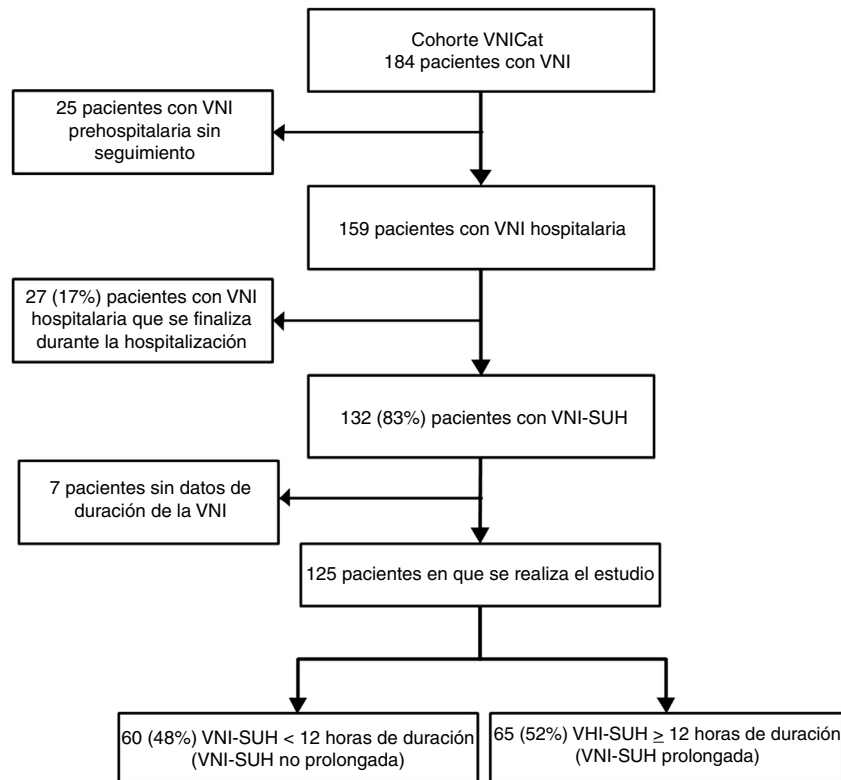 Cohorte VNICat
184 pacientes con VNI
25 pacientes con VNI
prehospitalaria sin
seguimiento
159 pacientes con VNI hospitalaria
27 (17%) pacientes con VNI
hospitalaria que se finaliza
durante la hospitalización
132 (83%) pacientes con VNI-SUH
7 pacientes sin datos de
duración de la VNI
125 pacientes en que se realiza el estudio
60 (48%) VNI-SUH < 12 horas de duración
(VNI-SUH no prolongada)
65 (52%) VHI-SUH ≥ 12 horas de duración
(VNI-SUH prolongada)